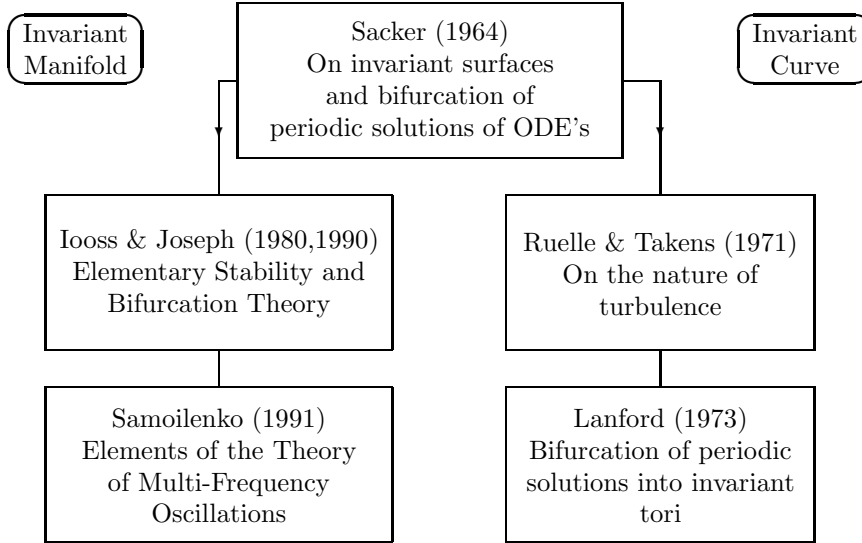 Invariant
Manifold
Sacker (1964)
On invariant surfaces
and bifurcation of
periodic solutions of ODE's
Invariant
Curve
Iooss & Joseph (1980,1990)
Elementary Stability and
Bifurcation Theory
Ruelle & Takens (1971)
On the nature of
turbulence
Samoilenko (1991)
Elements of the Theory
of Multi-Frequency
Oscillations
Lanford (1973)
Bifurcation of periodic
solutions into invariant
tori